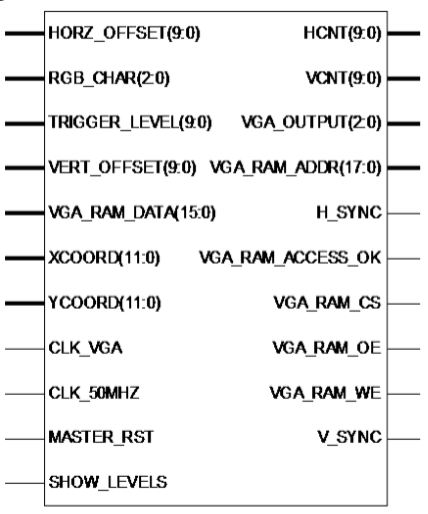 HORZ_OFFSET(9:0) HCNT(9:0)
RGB_CHAR(2:0) VCNT(9:0)
TRIGGER_LEVEL(9:0) VGA_OUTPUT(2:0)
VERT_OFFSET(9:0) VGA_RAM_ADDR(17:0)
VGA_RAM_DATA(15:0) H_SYNC
XCOORD(11:0) VGA_RAM_ACCESS_OK
YCOORD(11:0) VGA_RAM_CS
CLK_VGA VGA_RAM_OE
CLK_50MHZ VGA_RAM_WE
MASTER_RST V_SYNC
SHOW_LEVELS